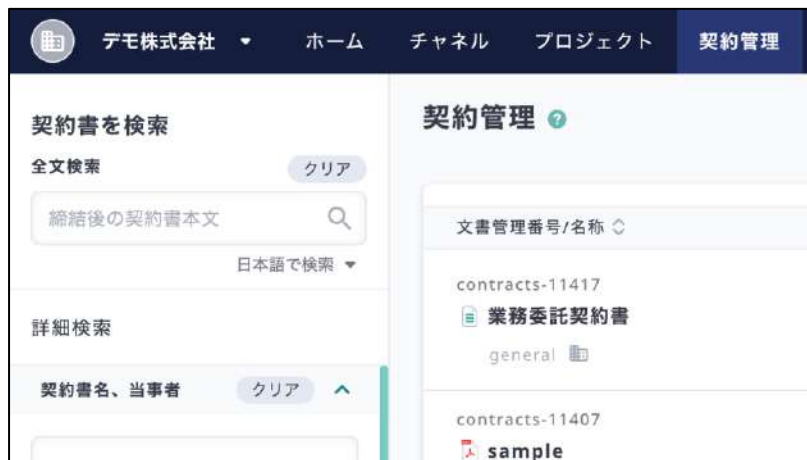 デモ株式会社 ホーム チャネル プロジェクト 契約管理
契約書を検索
全文検索 クリア
締結後の契約書本文
日本語で検索
詳細検索
契約書名、当事者 クリア
契約管理
文書管理番号/名称
contracts-11417
業務委託契約書
general
contracts-11407
sample